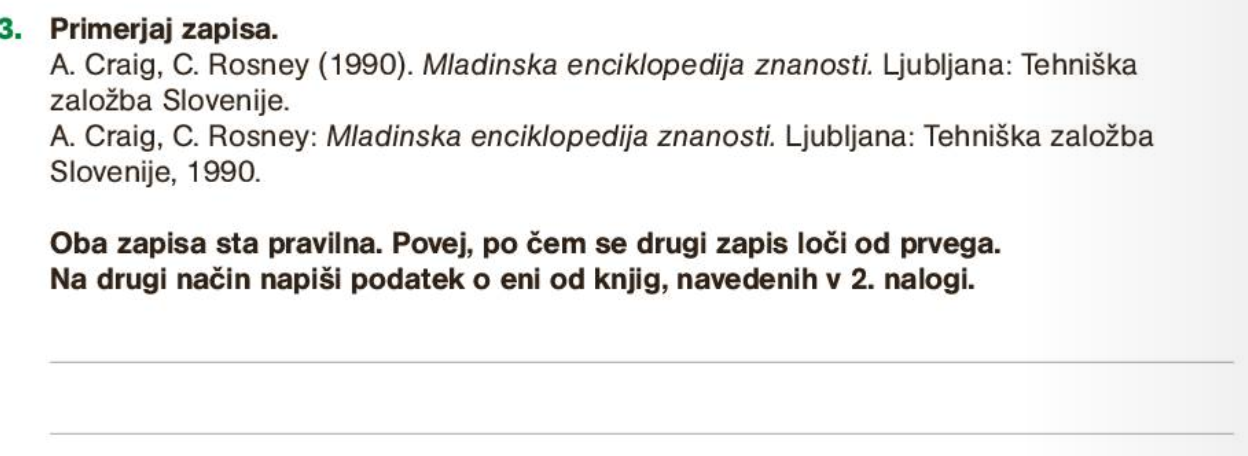 3. Primerjaj zapisa.
A. Craig, C. Rosney (1990). Mladinska enciklopedija znanosti. Ljubljana: Tehniška
založba Slovenije.
A. Craig, C. Rosney: Mladinska enciklopedija znanosti. Ljubljana: Tehniška založba
Slovenije, 1990.
Oba zapisa sta pravilna. Povej, po čem se drugi zapis loči od prvega.
Na drugi način napiši podatek o eni od knjig, navedenih v 2. nalogi.